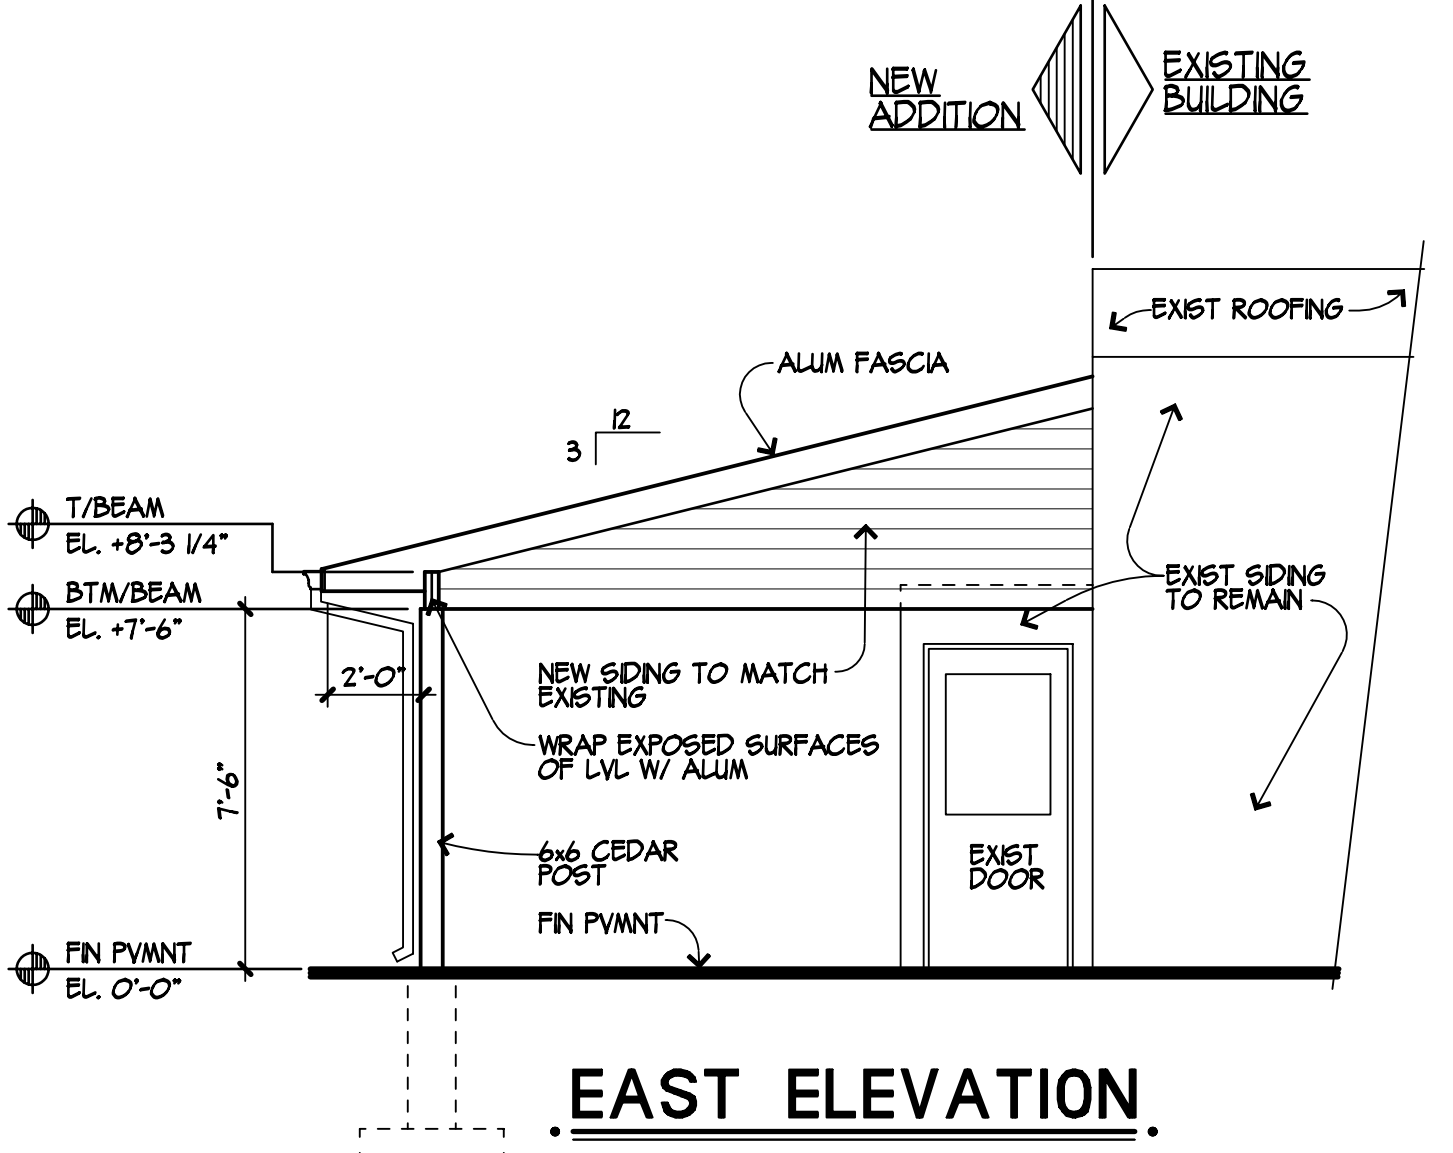 NEW
ADDITION
EXISTING
BUILDING
EXIST ROOFING
ALUM FASCIA
12
3
T/BEAM
EL. +8'-3 1/4"
BTM/BEAM
EL. +7'-6"
EXIST SIDING
TO REMAIN
2'-0"
NEW SIDING TO MATCH
EXISTING
WRAP EXPOSED SURFACES
OF LVL W/ ALUM
7'-6"
6x6 CEDAR
POST
EXIST
DOOR
FIN PVMNT
FIN PVMNT
EL. 0'-0"
EAST ELEVATION